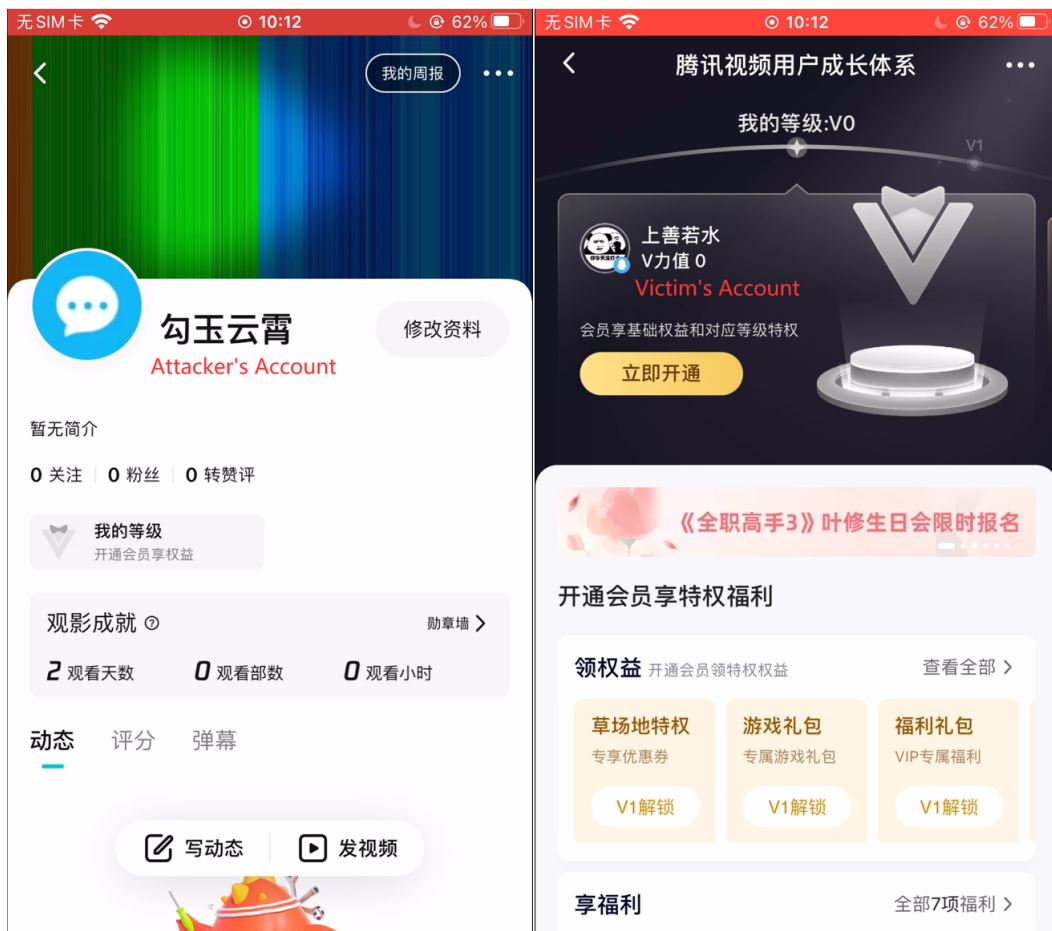 无SIM卡 10:12 62%
我的周报
勾玉云霄
修改资料
Attacker's Account
暂无简介
0 关注 0 粉丝 0 转赞评
我的等级
开通会员享权益
观影成就 勋章墙
2 观看天数 0 观看部数 0 观看小时
动态 评分 弹幕
写动态 发视频
无SIM卡 10:12 62%
腾讯视频用户成长体系
我的等级:V0
V1
上善若水
V力值 0
Victim's Account
会员享基础权益和对应等级特权
立即开通
《全职高手3》叶修生日会限时报名
开通会员享特权福利
领权益 开通会员领特权权益 查看全部
草场地特权 游戏礼包 福利礼包
专享优惠券 专属游戏礼包 VIP专属福利
V1解锁 V1解锁 V1解锁
享福利 全部7项福利